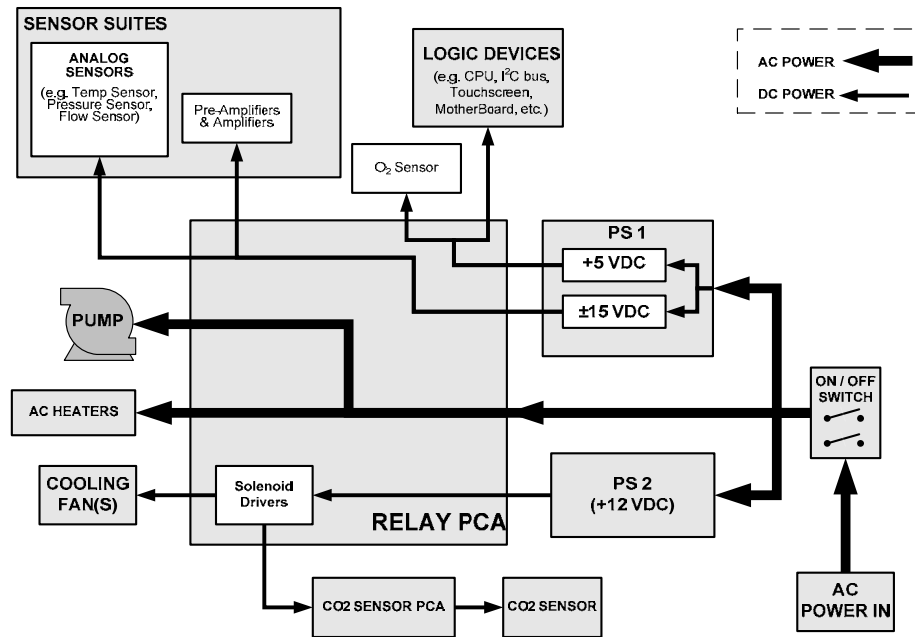 SENSOR SUITES
ANALOG
SENSORS
(e.g. Temp Sensor,
Pressure Sensor,
Flow Sensor)
Pre-Amplifiers
& Amplifiers
LOGIC DEVICES
(e.g. CPU, I²C bus,
Touchscreen,
MotherBoard, etc.)
O₂ Sensor
AC POWER
DC POWER
PS 1
+5 VDC
±15 VDC
PUMP
ON / OFF
SWITCH
AC HEATERS
COOLING
FAN(S)
Solenoid
Drivers
RELAY PCA
PS 2
(+12 VDC)
CO2 SENSOR PCA
CO2 SENSOR
AC
POWER IN